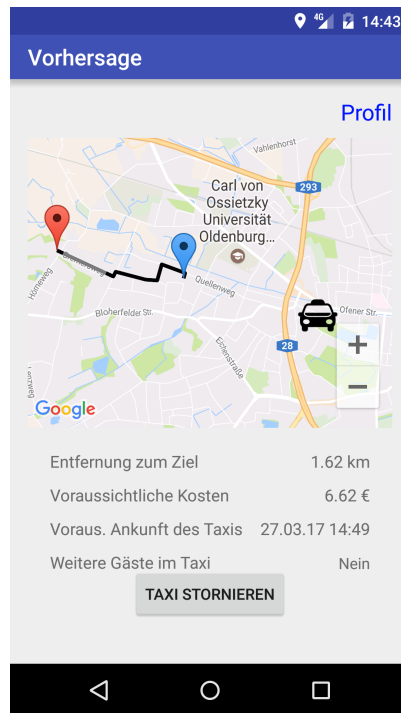 4G 14:43
Vorhersage
Profil
Vahlenhorst
Carl von
Ossietzky
Universität
Oldenburg...
293
Hörneweg
Quellenweg
Bloherfelder Str.
Ofener Str.
Eichenstraße
28
+
−
Google
Entfernung zum Ziel 1.62 km
Voraussichtliche Kosten 6.62 €
Voraus. Ankunft des Taxis 27.03.17 14:49
Weitere Gäste im Taxi Nein
TAXI STORNIEREN